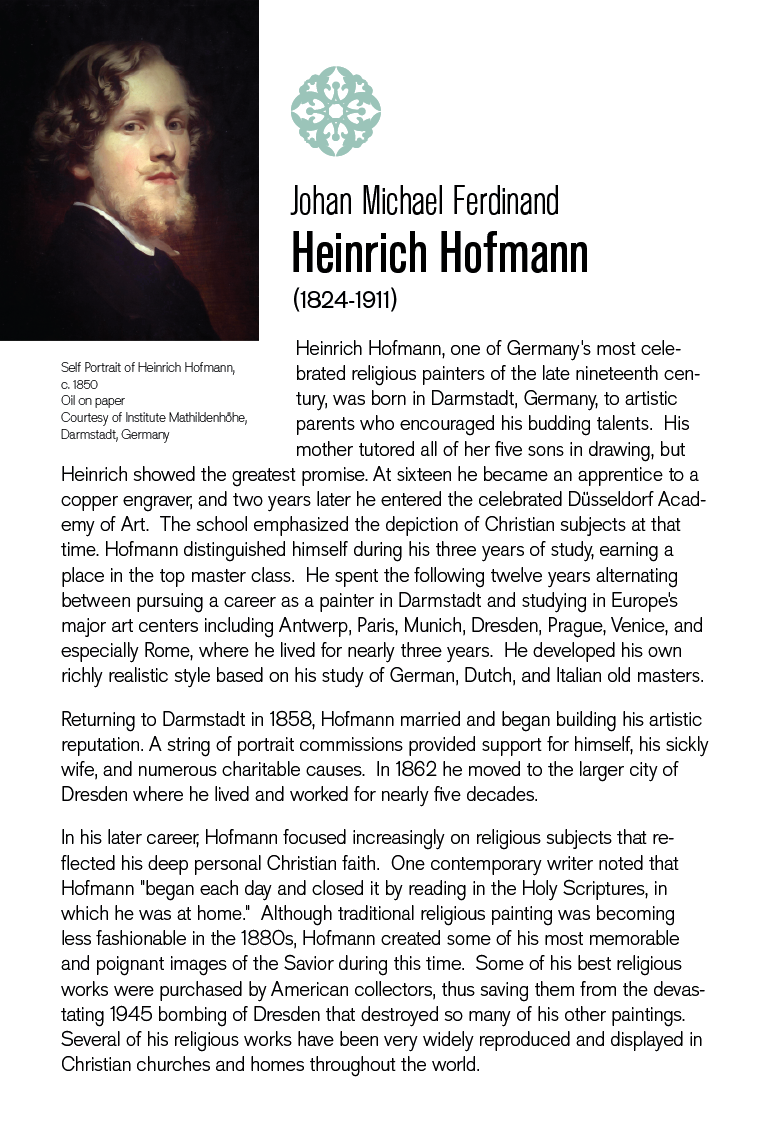 Johan Michael Ferdinand
Heinrich Hofmann
(1824-1911)
Self Portrait of Heinrich Hofmann,
c. 1850
Oil on paper
Courtesy of Institute Mathildenhöhe,
Darmstadt, Germany
Heinrich Hofmann, one of Germany's most cele-
brated religious painters of the late nineteenth cen-
tury, was born in Darmstadt, Germany, to artistic
parents who encouraged his budding talents.  His
mother tutored all of her five sons in drawing, but
Heinrich showed the greatest promise. At sixteen he became an apprentice to a
copper engraver, and two years later he entered the celebrated Düsseldorf Acad-
emy of Art.  The school emphasized the depiction of Christian subjects at that
time. Hofmann distinguished himself during his three years of study, earning a
place in the top master class.  He spent the following twelve years alternating
between pursuing a career as a painter in Darmstadt and studying in Europe's
major art centers including Antwerp, Paris, Munich, Dresden, Prague, Venice, and
especially Rome, where he lived for nearly three years.  He developed his own
richly realistic style based on his study of German, Dutch, and Italian old masters.
Returning to Darmstadt in 1858, Hofmann married and began building his artistic
reputation. A string of portrait commissions provided support for himself, his sickly
wife, and numerous charitable causes.  In 1862 he moved to the larger city of
Dresden where he lived and worked for nearly five decades.
In his later career, Hofmann focused increasingly on religious subjects that re-
flected his deep personal Christian faith.  One contemporary writer noted that
Hofmann "began each day and closed it by reading in the Holy Scriptures, in
which he was at home."  Although traditional religious painting was becoming
less fashionable in the 1880s, Hofmann created some of his most memorable
and poignant images of the Savior during this time.  Some of his best religious
works were purchased by American collectors, thus saving them from the devas-
tating 1945 bombing of Dresden that destroyed so many of his other paintings.
Several of his religious works have been very widely reproduced and displayed in
Christian churches and homes throughout the world.